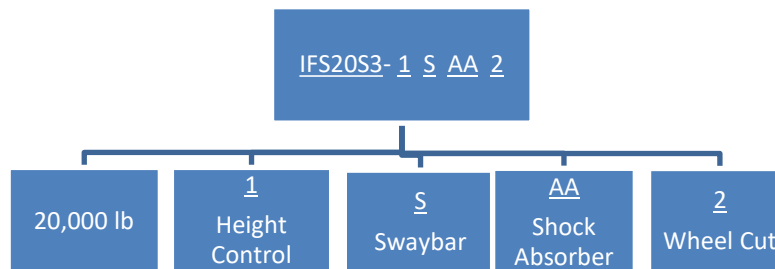 IFS20S3- 1 S AA 2
20,000 lb
1
Height
Control
S
Swaybar
AA
Shock
Absorber
2
Wheel Cut